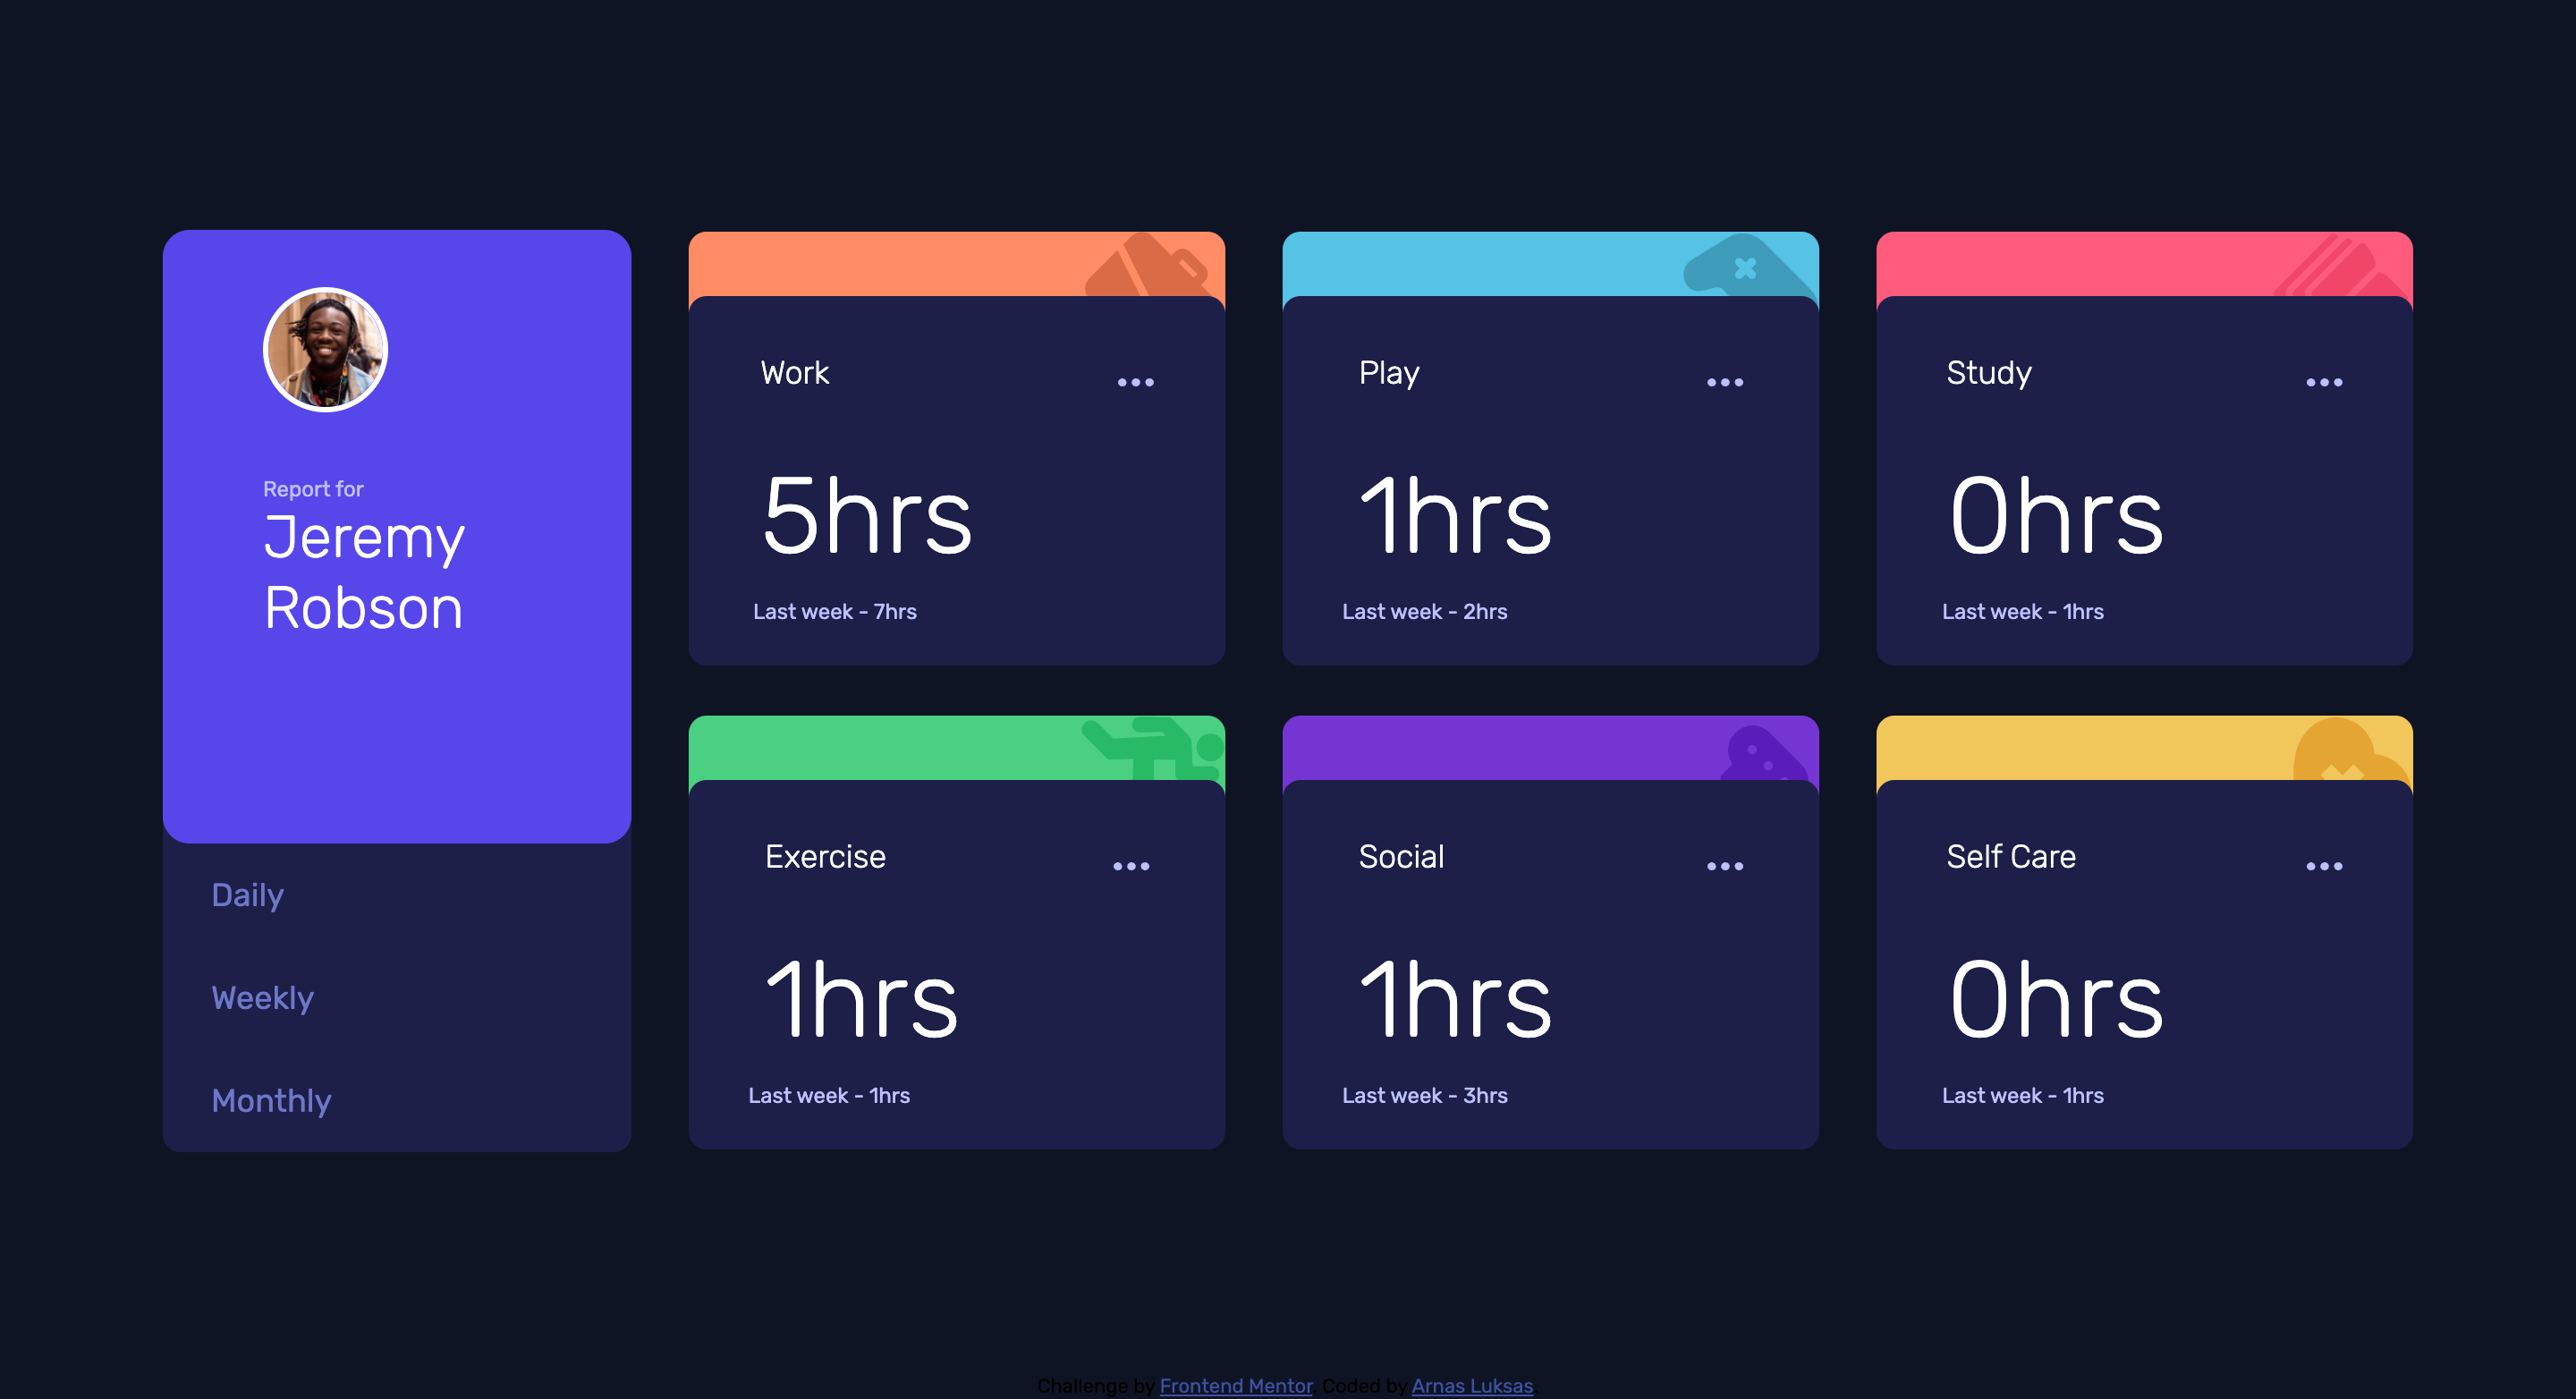 Report for
Jeremy
Robson
Daily
Weekly
Monthly
Work
5hrs
Last week - 7hrs
Play
1hrs
Last week - 2hrs
Study
0hrs
Last week - 1hrs
Exercise
1hrs
Last week - 1hrs
Social
1hrs
Last week - 3hrs
Self Care
0hrs
Last week - 1hrs
Challenge by Frontend Mentor. Coded by Arnas Luksas.